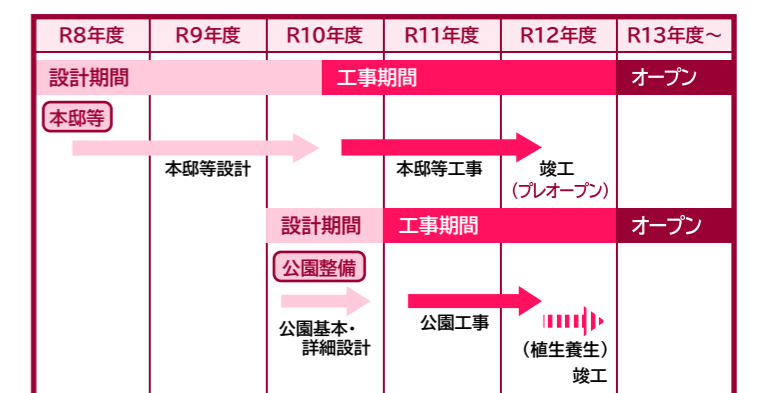 R8年度 R9年度 R10年度 R11年度 R12年度 R13年度～
設計期間 工事期間 オープン
本邸等
本邸等設計 本邸等工事 竣工
（プレオープン）
設計期間 工事期間 オープン
公園整備
公園基本・ 公園工事
詳細設計 （植生養生）
竣工